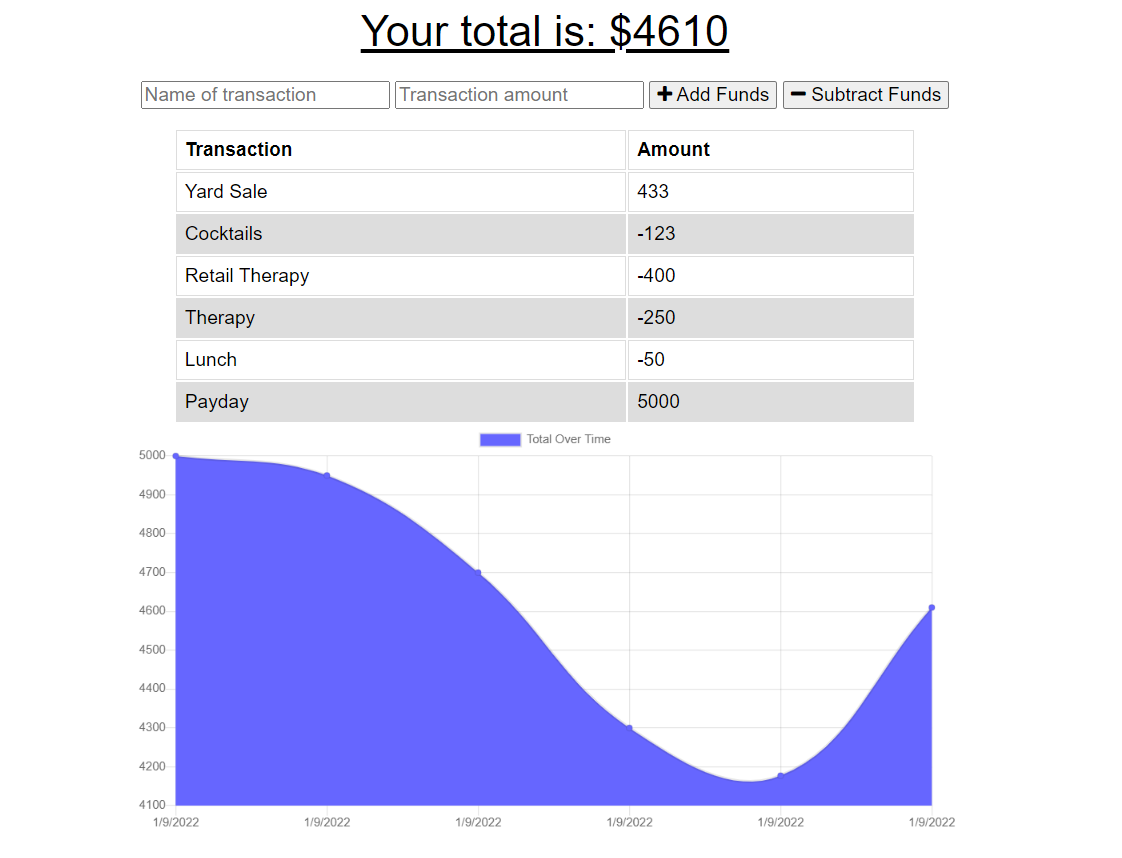 Your total is: $4610
Name of transaction Transaction amount + Add Funds − Subtract Funds
Transaction Amount
Yard Sale 433
Cocktails -123
Retail Therapy -400
Therapy -250
Lunch -50
Payday 5000
Total Over Time
5000
4900
4800
4700
4600
4500
4400
4300
4200
4100
1/9/2022 1/9/2022 1/9/2022 1/9/2022 1/9/2022 1/9/2022